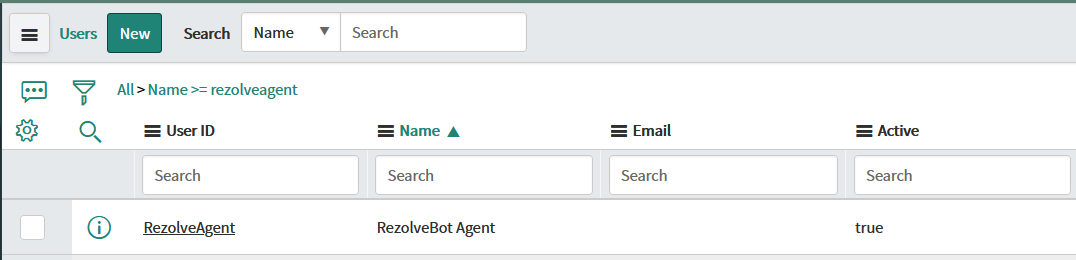 Users New Search Name Search
All > Name >= rezolveagent
User ID Name Email Active
Search Search Search Search
RezolveAgent RezolveBot Agent true